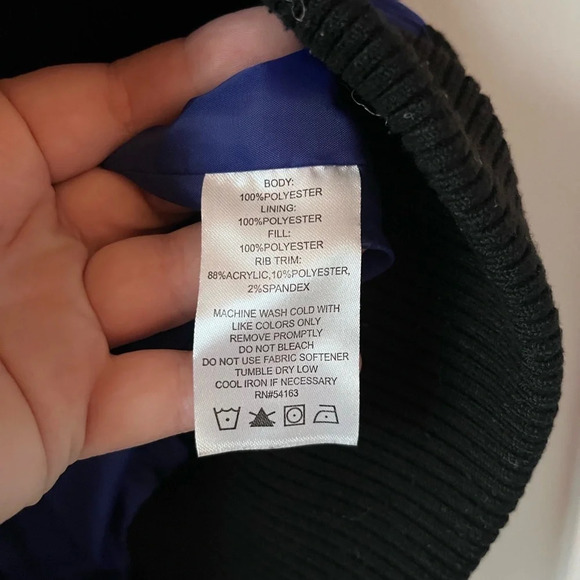 BODY:
100%POLYESTER
LINING:
100%POLYESTER
FILL:
100%POLYESTER
RIB TRIM:
88%ACRYLIC,10%POLYESTER,
2%SPANDEX
MACHINE WASH COLD WITH
LIKE COLORS ONLY
REMOVE PROMPTLY
DO NOT BLEACH
DO NOT USE FABRIC SOFTENER
TUMBLE DRY LOW
COOL IRON IF NECESSARY
RN#54163